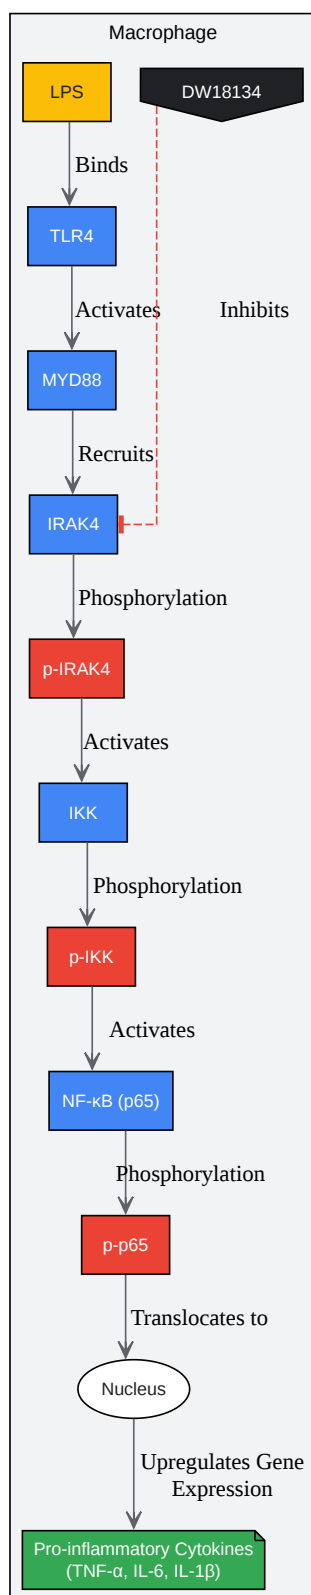 Macrophage
LPS
DW18134
Binds
TLR4
Activates
Inhibits
MYD88
Recruits
IRAK4
Phosphorylation
p-IRAK4
Activates
IKK
Phosphorylation
p-IKK
Activates
NF-κB (p65)
Phosphorylation
p-p65
Translocates to
Nucleus
Upregulates Gene
Expression
Pro-inflammatory Cytokines
(TNF-α, IL-6, IL-1β)